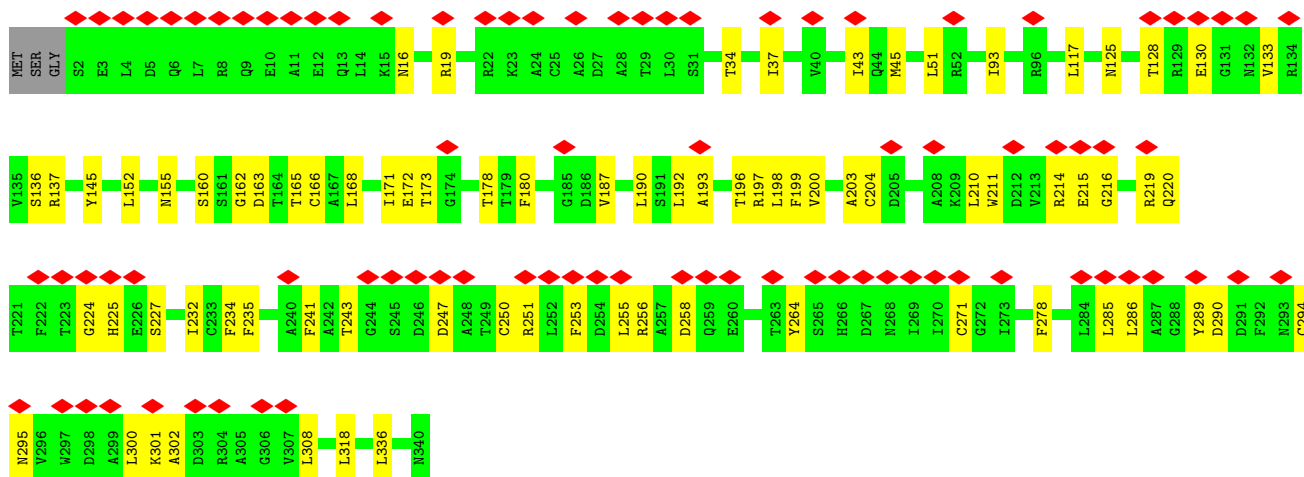 MET SER GLY S2 E3 L4 D5 Q6 L7 R8 Q9 E10 A11 E12 Q13 L14 K15 N16 R19 R22 K23 A24 C25 A26 D27 A28 T29 L30 S31 T34 I37 V40 I43 Q44 M45 L51 R52 I93 R96 L117 N125 T128 R129 E130 G131 N132 V133 R134
V135 S136 R137 Y145 L152 N155 S160 S161 G162 D163 T164 T165 C166 A167 L168 I171 E172 T173 G174 T178 T179 F180 G185 D186 V187 L190 S191 L192 A193 T196 R197 L198 F199 V200 A203 C204 D205 A208 K209 L210 W211 D212 V213 R214 E215 G216 R219 Q220
T221 F222 T223 G224 H225 E226 S227 I232 C233 F234 F235 A240 F241 A242 T243 G244 S245 D246 D247 A248 T249 C250 R251 L252 F253 D254 L255 R256 A257 D258 Q259 E260 T263 Y264 S265 H266 D267 N268 I269 I270 C271 G272 I273 F278 L284 L285 L286 A287 G288 Y289 D290 D291 F292 N293 C294
N295 V296 W297 D298 A299 L300 K301 A302 D303 R304 A305 G306 V307 L308 L318 L336 N340